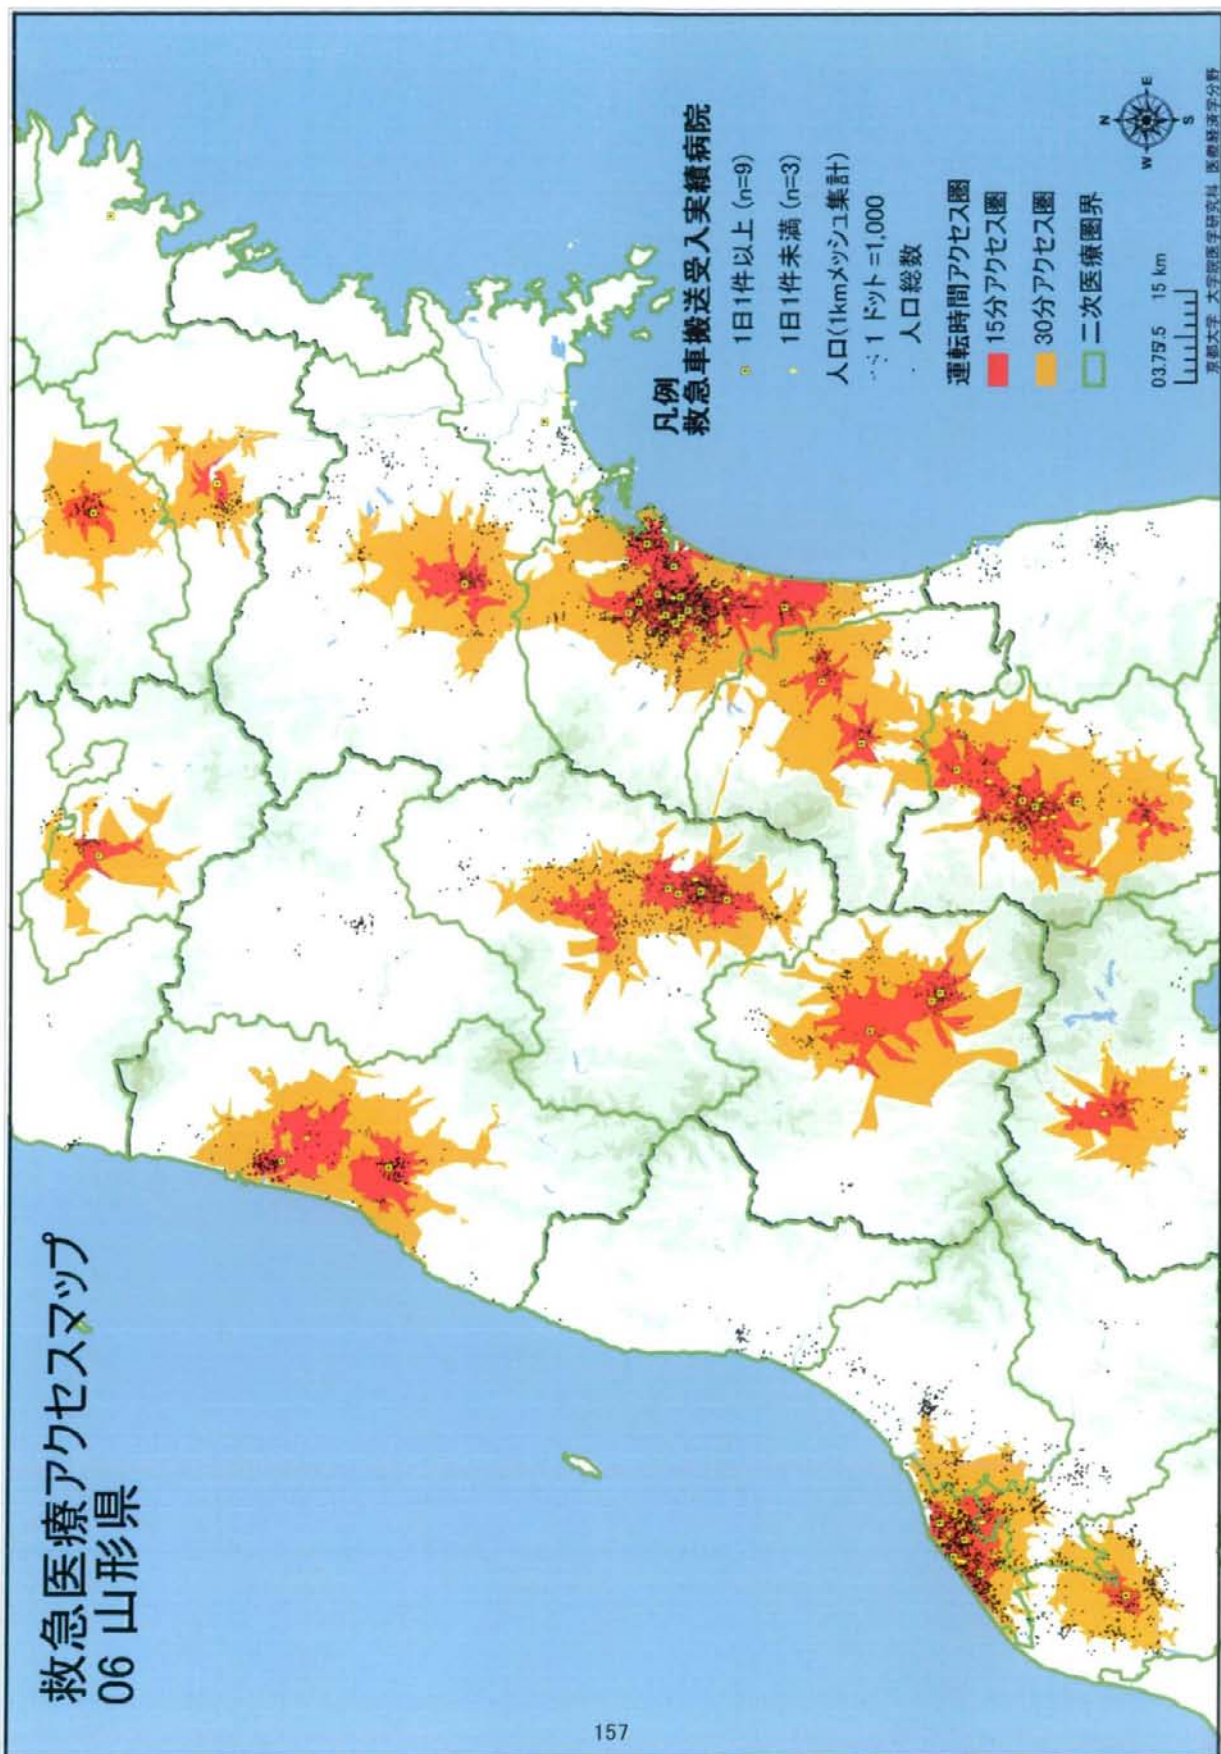 救急医療アクセスマップ
06 山形県
凡例
救急車搬送受入実績病院
1日1件以上 (n=9)
1日1件未満 (n=3)
人口(1kmメッシュ集計)
1 ドット =1,000
人口総数
運転時間アクセス圏
15分アクセス圏
30分アクセス圏
二次医療圏界
N
W
E
S
03.757.5 15 km
京都大学 大学院医学研究科 医療経済学分野
157